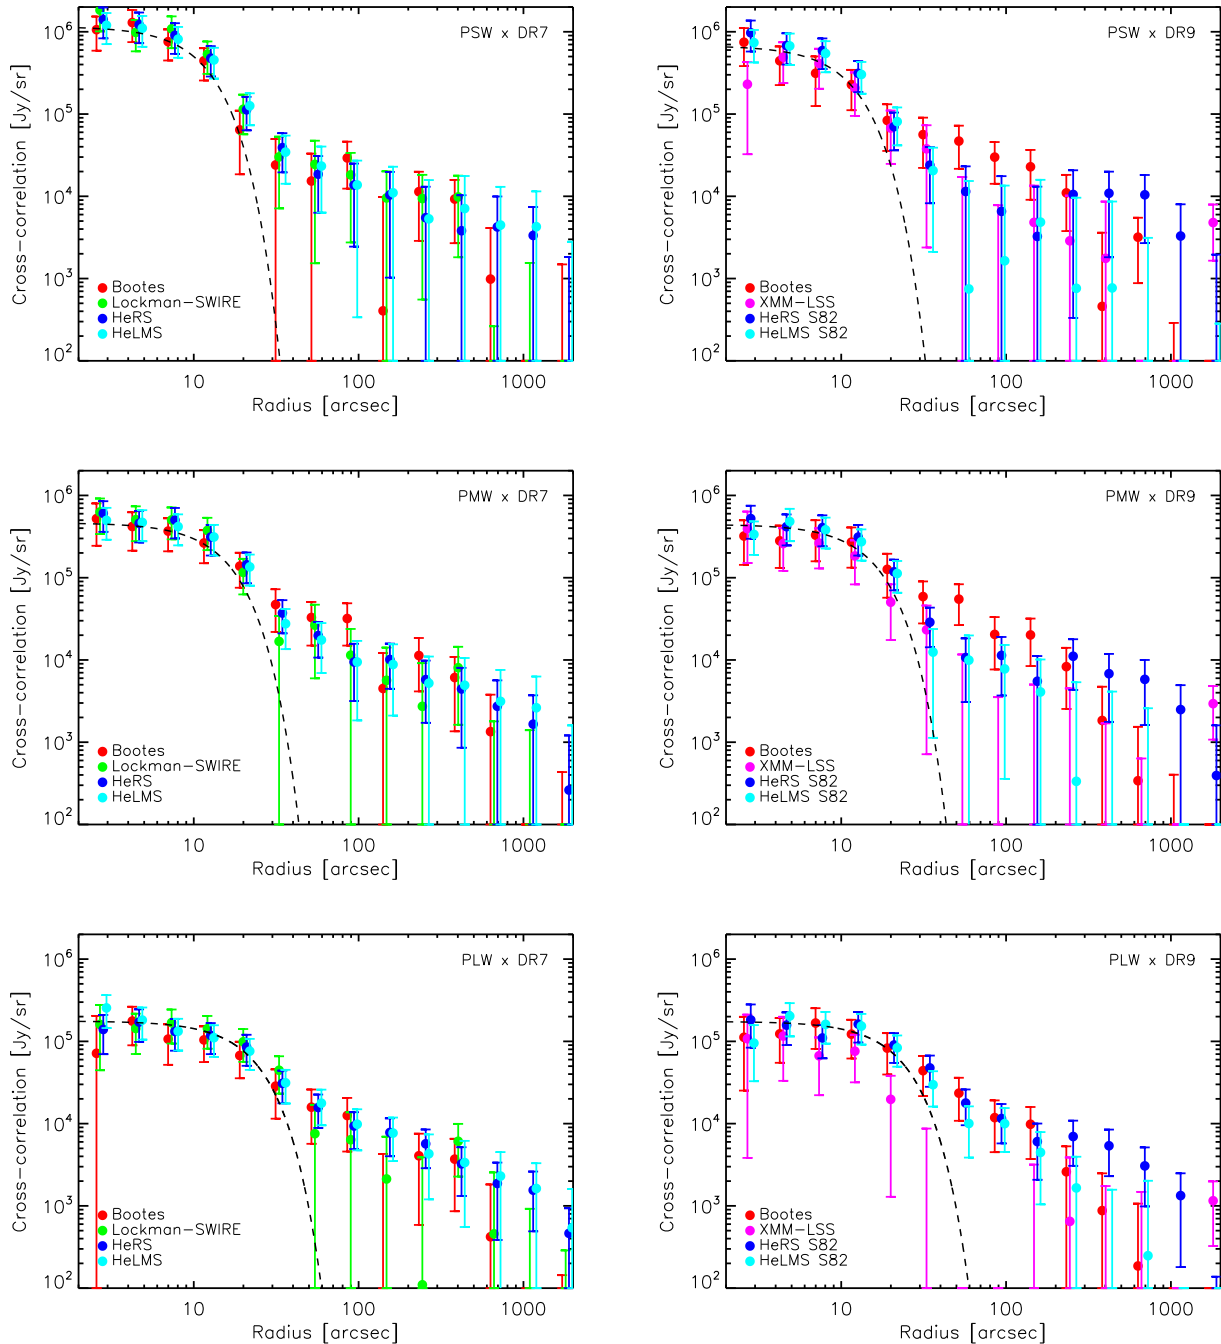 PSW x DR7
Cross-correlation [Jy/sr]
10^6
10^5
10^4
10^3
10^2
Bootes
Lockman-SWIRE
HeRS
HeLMS
10 100 1000
Radius [arcsec]
PSW x DR9
Cross-correlation [Jy/sr]
10^6
10^5
10^4
10^3
10^2
Bootes
XMM-LSS
HeRS S82
HeLMS S82
10 100 1000
Radius [arcsec]
PMW x DR7
Cross-correlation [Jy/sr]
10^6
10^5
10^4
10^3
10^2
Bootes
Lockman-SWIRE
HeRS
HeLMS
10 100 1000
Radius [arcsec]
PMW x DR9
Cross-correlation [Jy/sr]
10^6
10^5
10^4
10^3
10^2
Bootes
XMM-LSS
HeRS S82
HeLMS S82
10 100 1000
Radius [arcsec]
PLW x DR7
Cross-correlation [Jy/sr]
10^6
10^5
10^4
10^3
10^2
Bootes
Lockman-SWIRE
HeRS
HeLMS
10 100 1000
Radius [arcsec]
PLW x DR9
Cross-correlation [Jy/sr]
10^6
10^5
10^4
10^3
10^2
Bootes
XMM-LSS
HeRS S82
HeLMS S82
10 100 1000
Radius [arcsec]